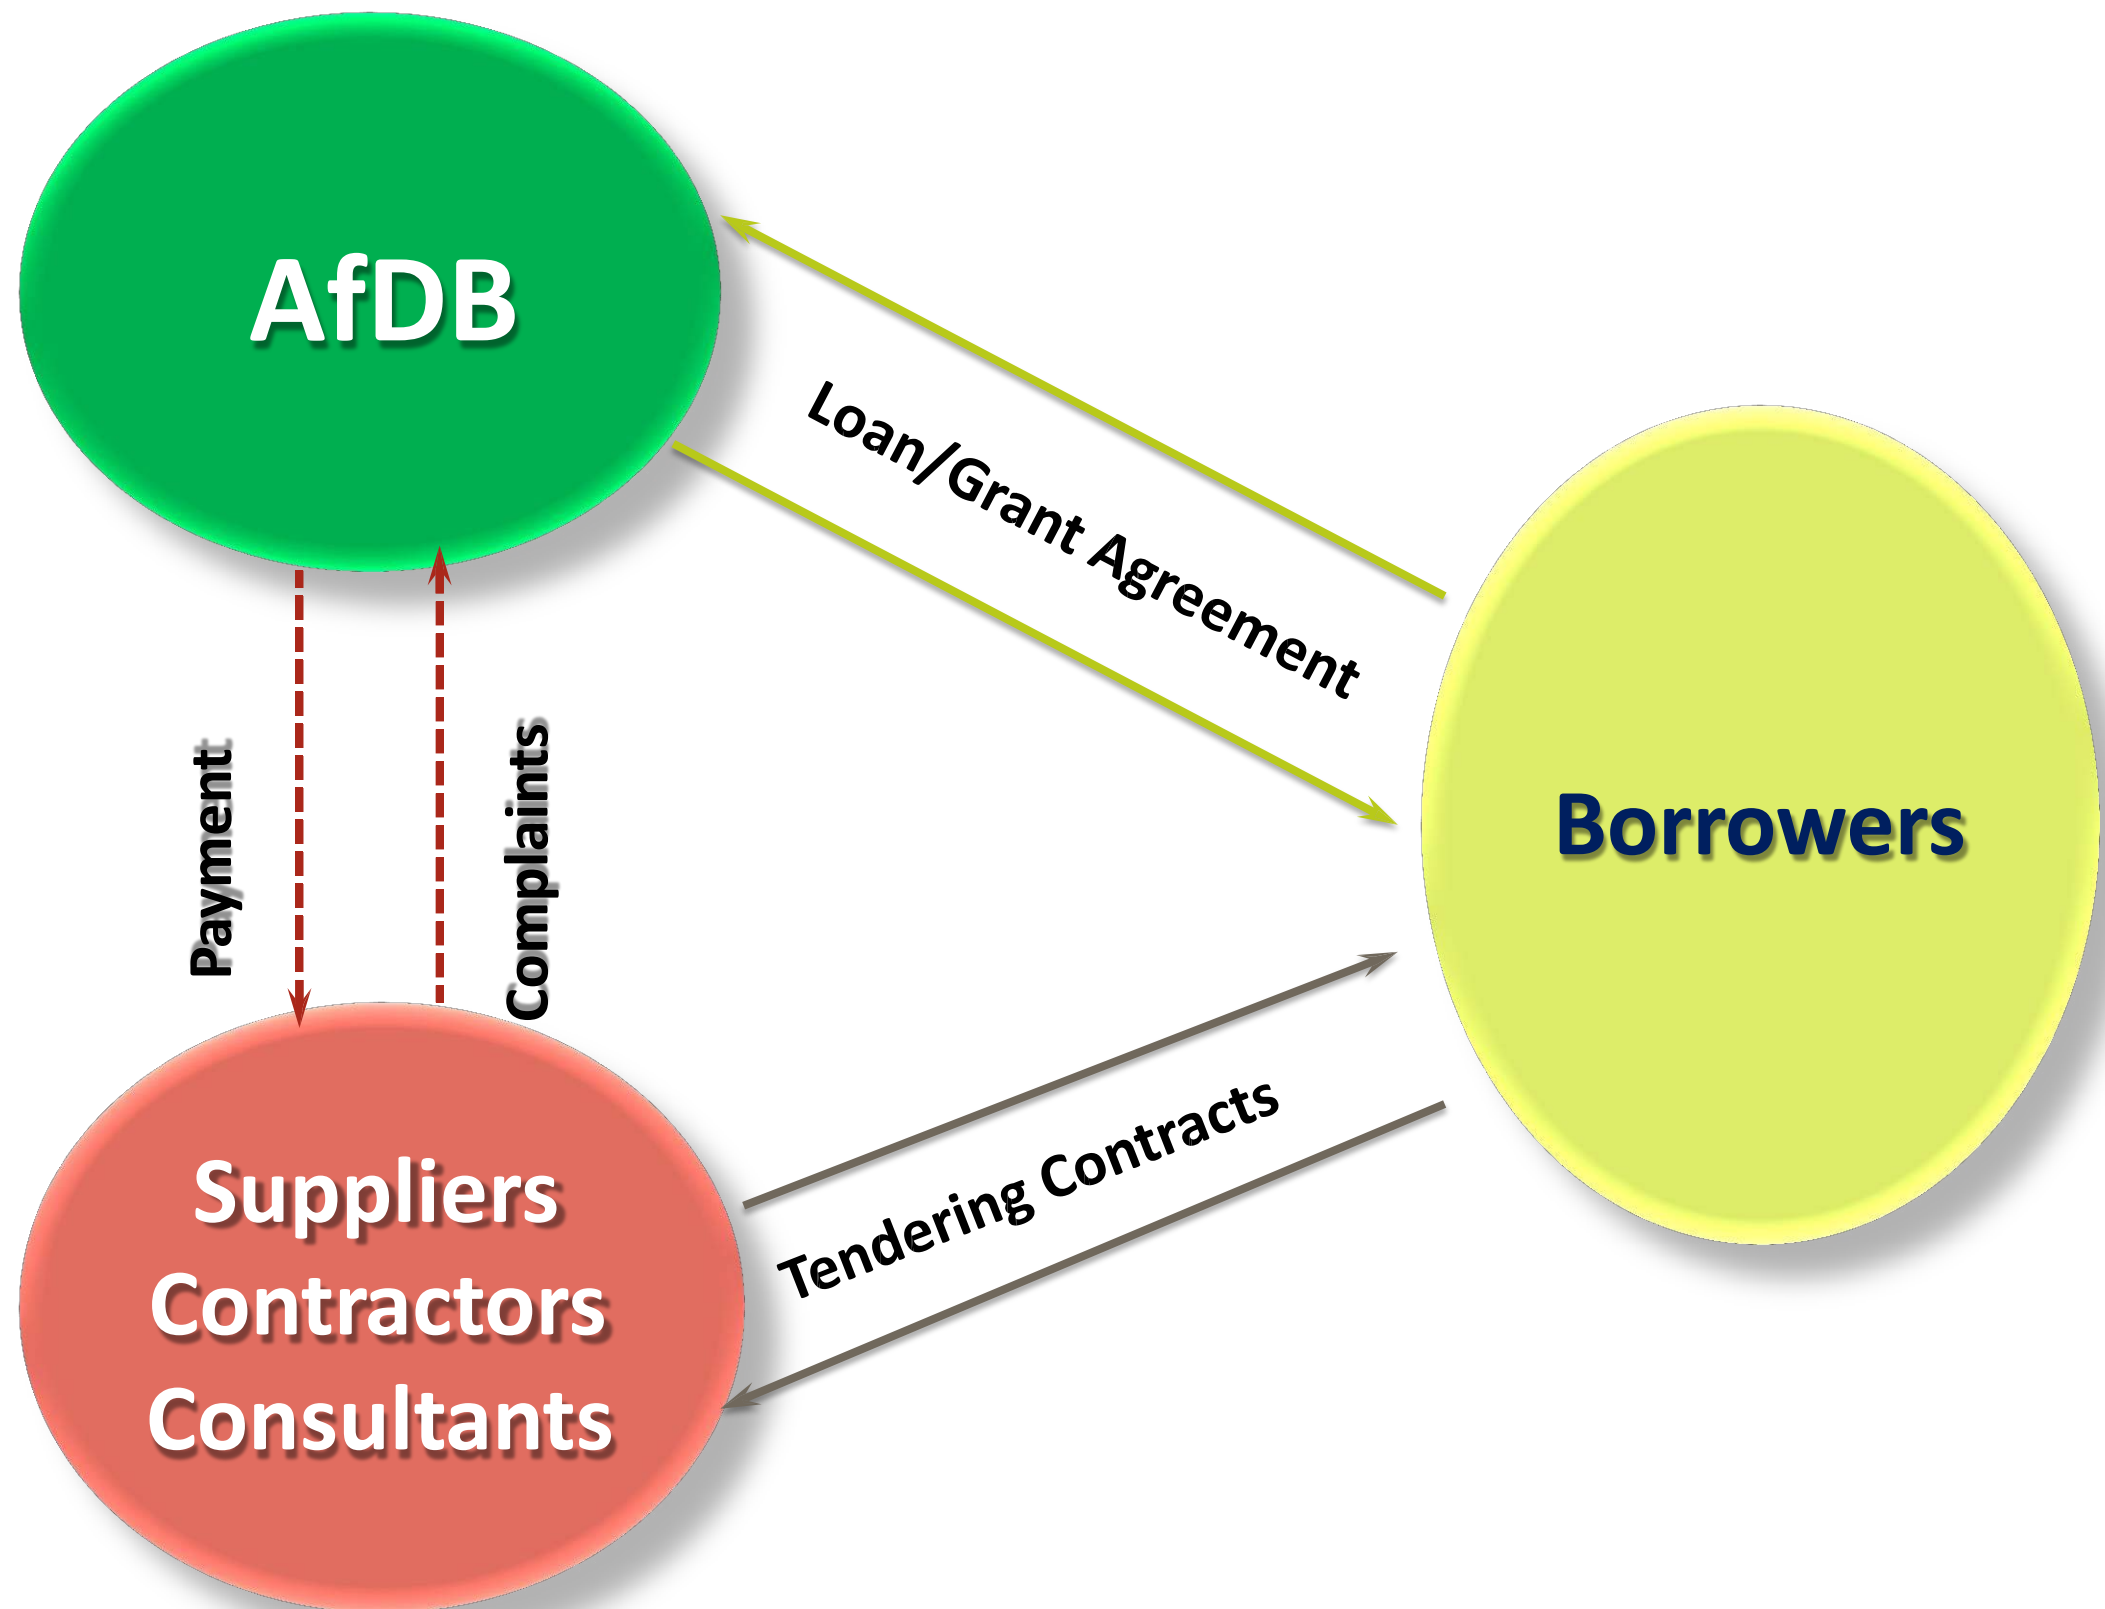 AfDB
Loan/Grant Agreement
Borrowers
Payment
Complaints
Tendering Contracts
Suppliers
Contractors
Consultants